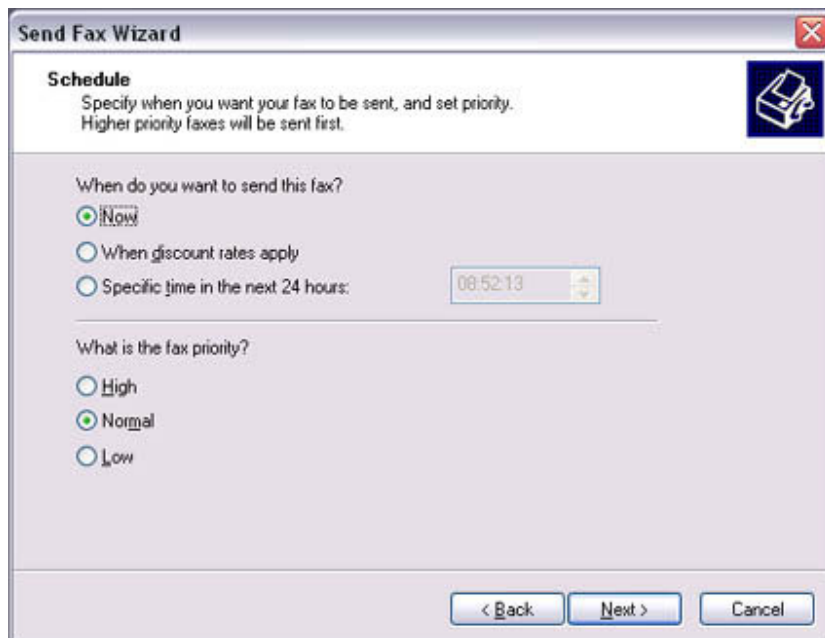 Send Fax Wizard
Schedule
Specify when you want your fax to be sent, and set priority.
Higher priority faxes will be sent first.
When do you want to send this fax?
Now
When discount rates apply
Specific time in the next 24 hours:
08:52:13
What is the fax priority?
High
Normal
Low
< Back
Next >
Cancel